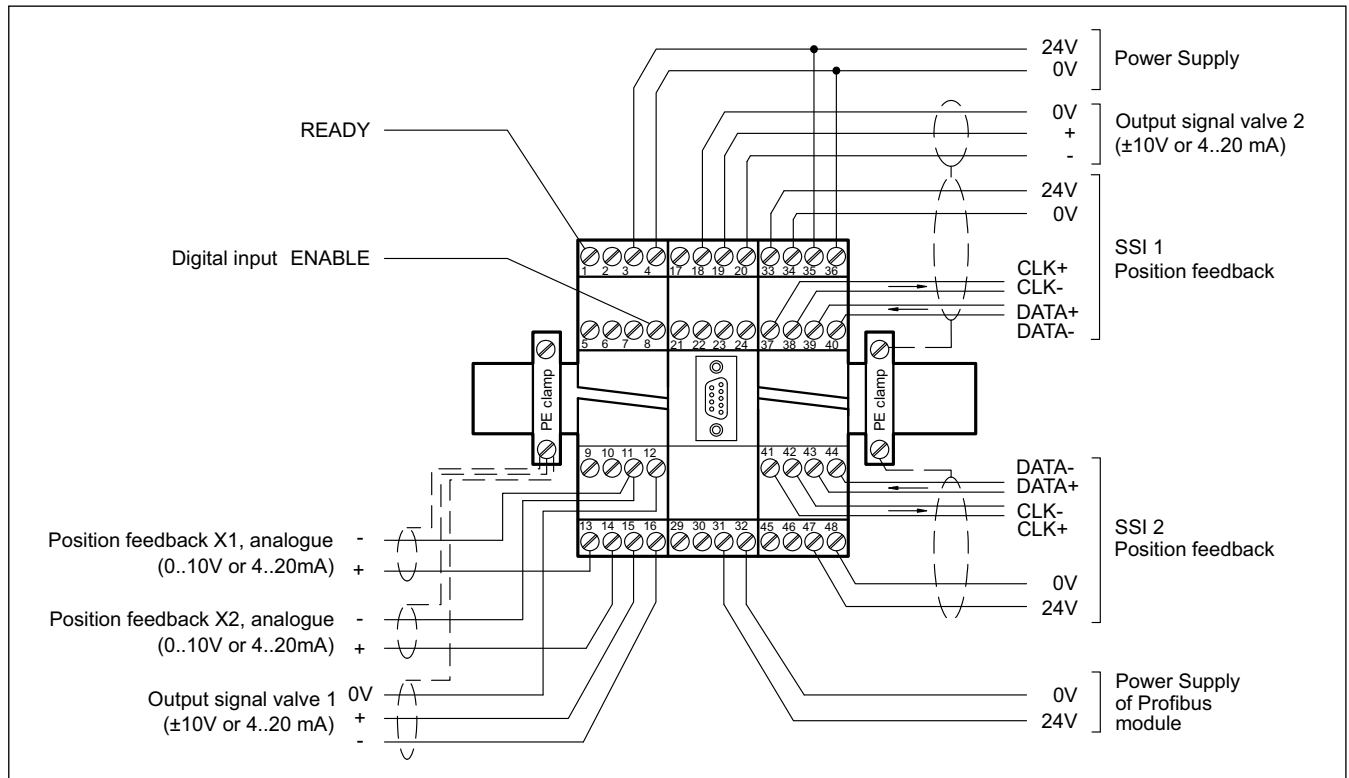 24V
0V
Power Supply
0V
+
-
Output signal valve 2
(±10V or 4..20 mA)
READY
24V
0V
SSI 1
Position feedback
Digital input ENABLE
1 2 3 4 17 18 19 20 33 34 35 36
CLK+
CLK-
DATA+
DATA-
5 6 7 8 21 22 23 24 37 38 39 40
PE clamp
PE clamp
9 10 11 12 41 42 43 44
DATA-
DATA+
CLK-
CLK+
SSI 2
Position feedback
13 14 15 16 29 30 31 32 45 46 47 48
Position feedback X1, analogue -
(0..10V or 4..20mA) +
0V
24V
Position feedback X2, analogue -
(0..10V or 4..20mA) +
Output signal valve 1 0V
(±10V or 4..20 mA) +
-
0V
24V
Power Supply
of Profibus
module